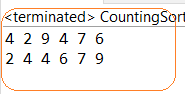 <terminated> CountingSort
4 2 9 4 7 6
2 4 4 6 7 9